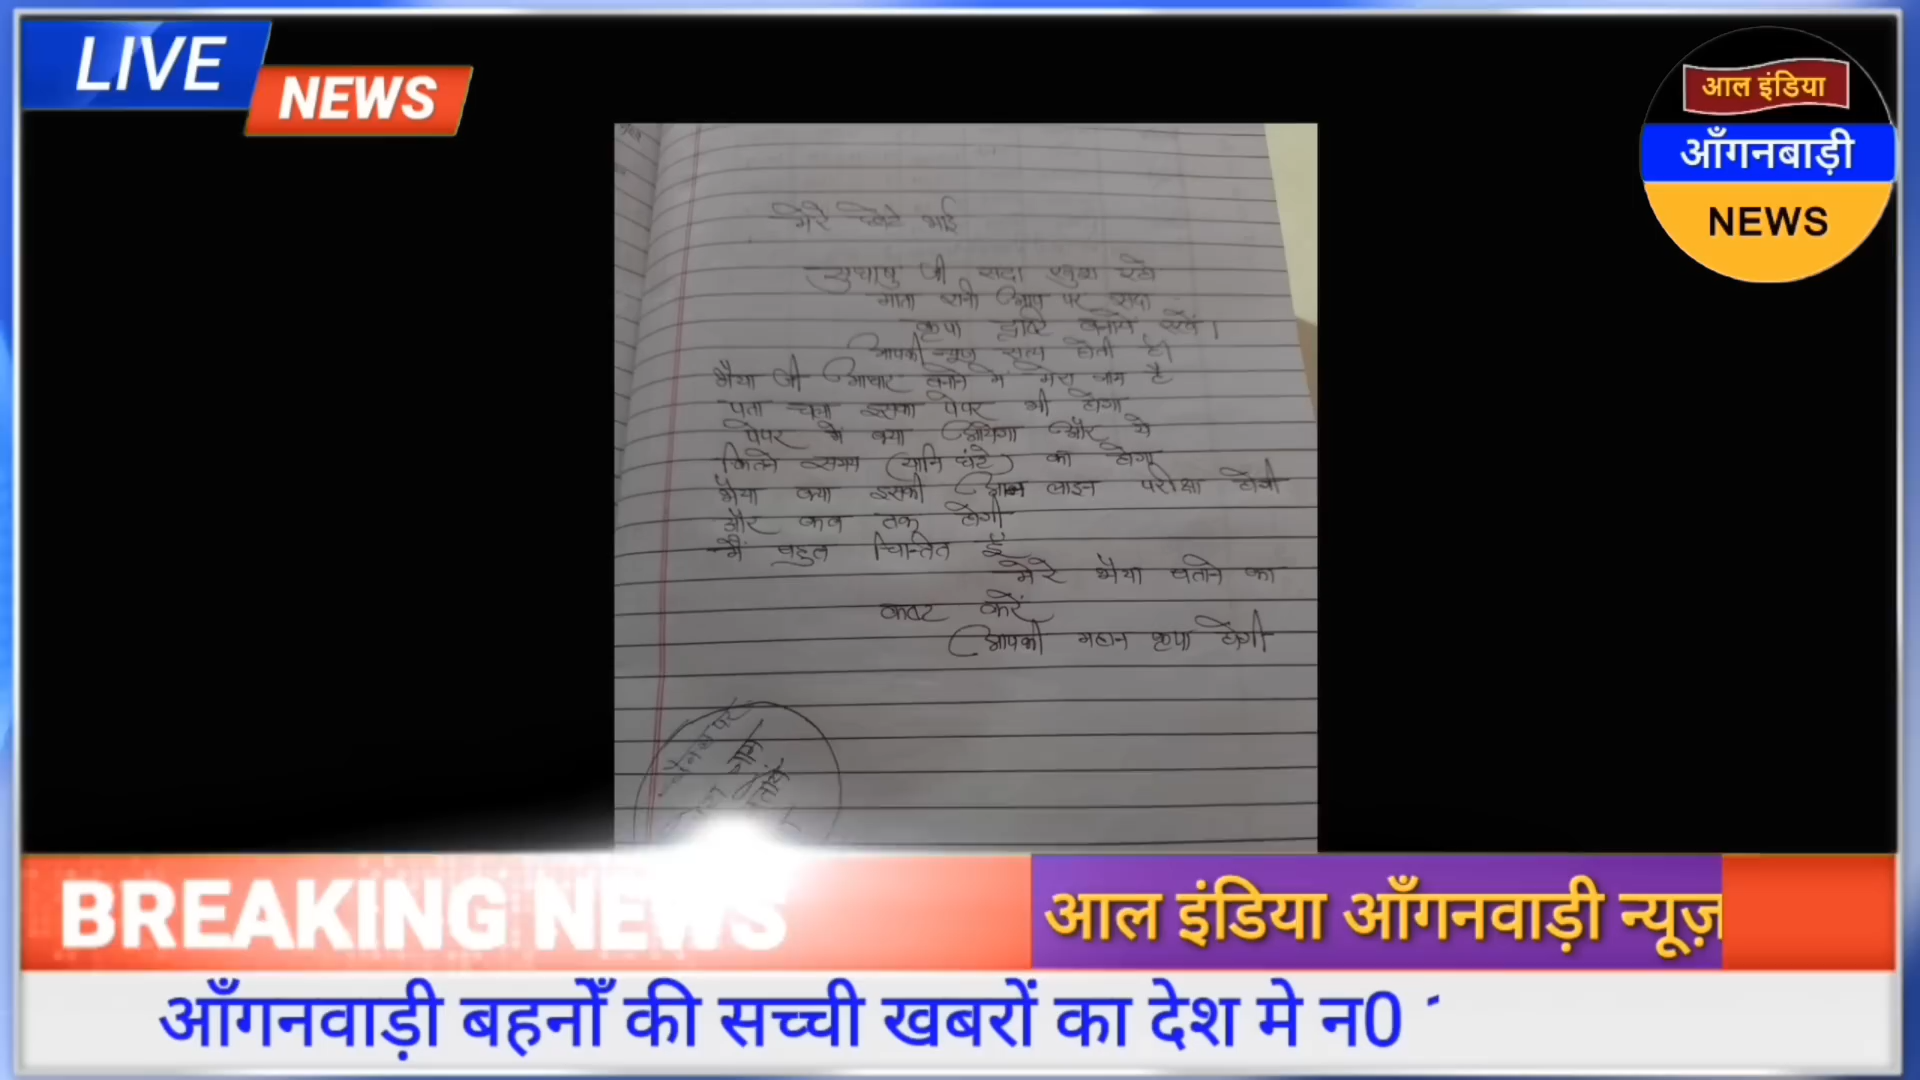 LIVE
NEWS
आल इंडिया
आँगनबाड़ी
NEWS
मेरे छोटे भाई
जी सदा खुश रहो
माता रानी आप पर सदा
कृपा दृष्टि बनाये रखें।
आपकी न्यूज सत्य होती है।
भैया जी आधार बनाने में मेरा नाम है
पता चला इसका पेपर भी होगा
पेपर में क्या आयेगा और ये
कितने समय (यानि घंटे) का होगा
भैया क्या इसकी आन लाइन परीक्षा होगी
और कब तक होगी
मैं बहुत चिन्तित हूँ
मेरे भैया बताने का
कष्ट करें
आपकी महान कृपा होगी
BREAKING NEWS
आल इंडिया आँगनवाड़ी न्यूज़
आँगनवाड़ी बहनोँ की सच्ची खबरों का देश मे न0